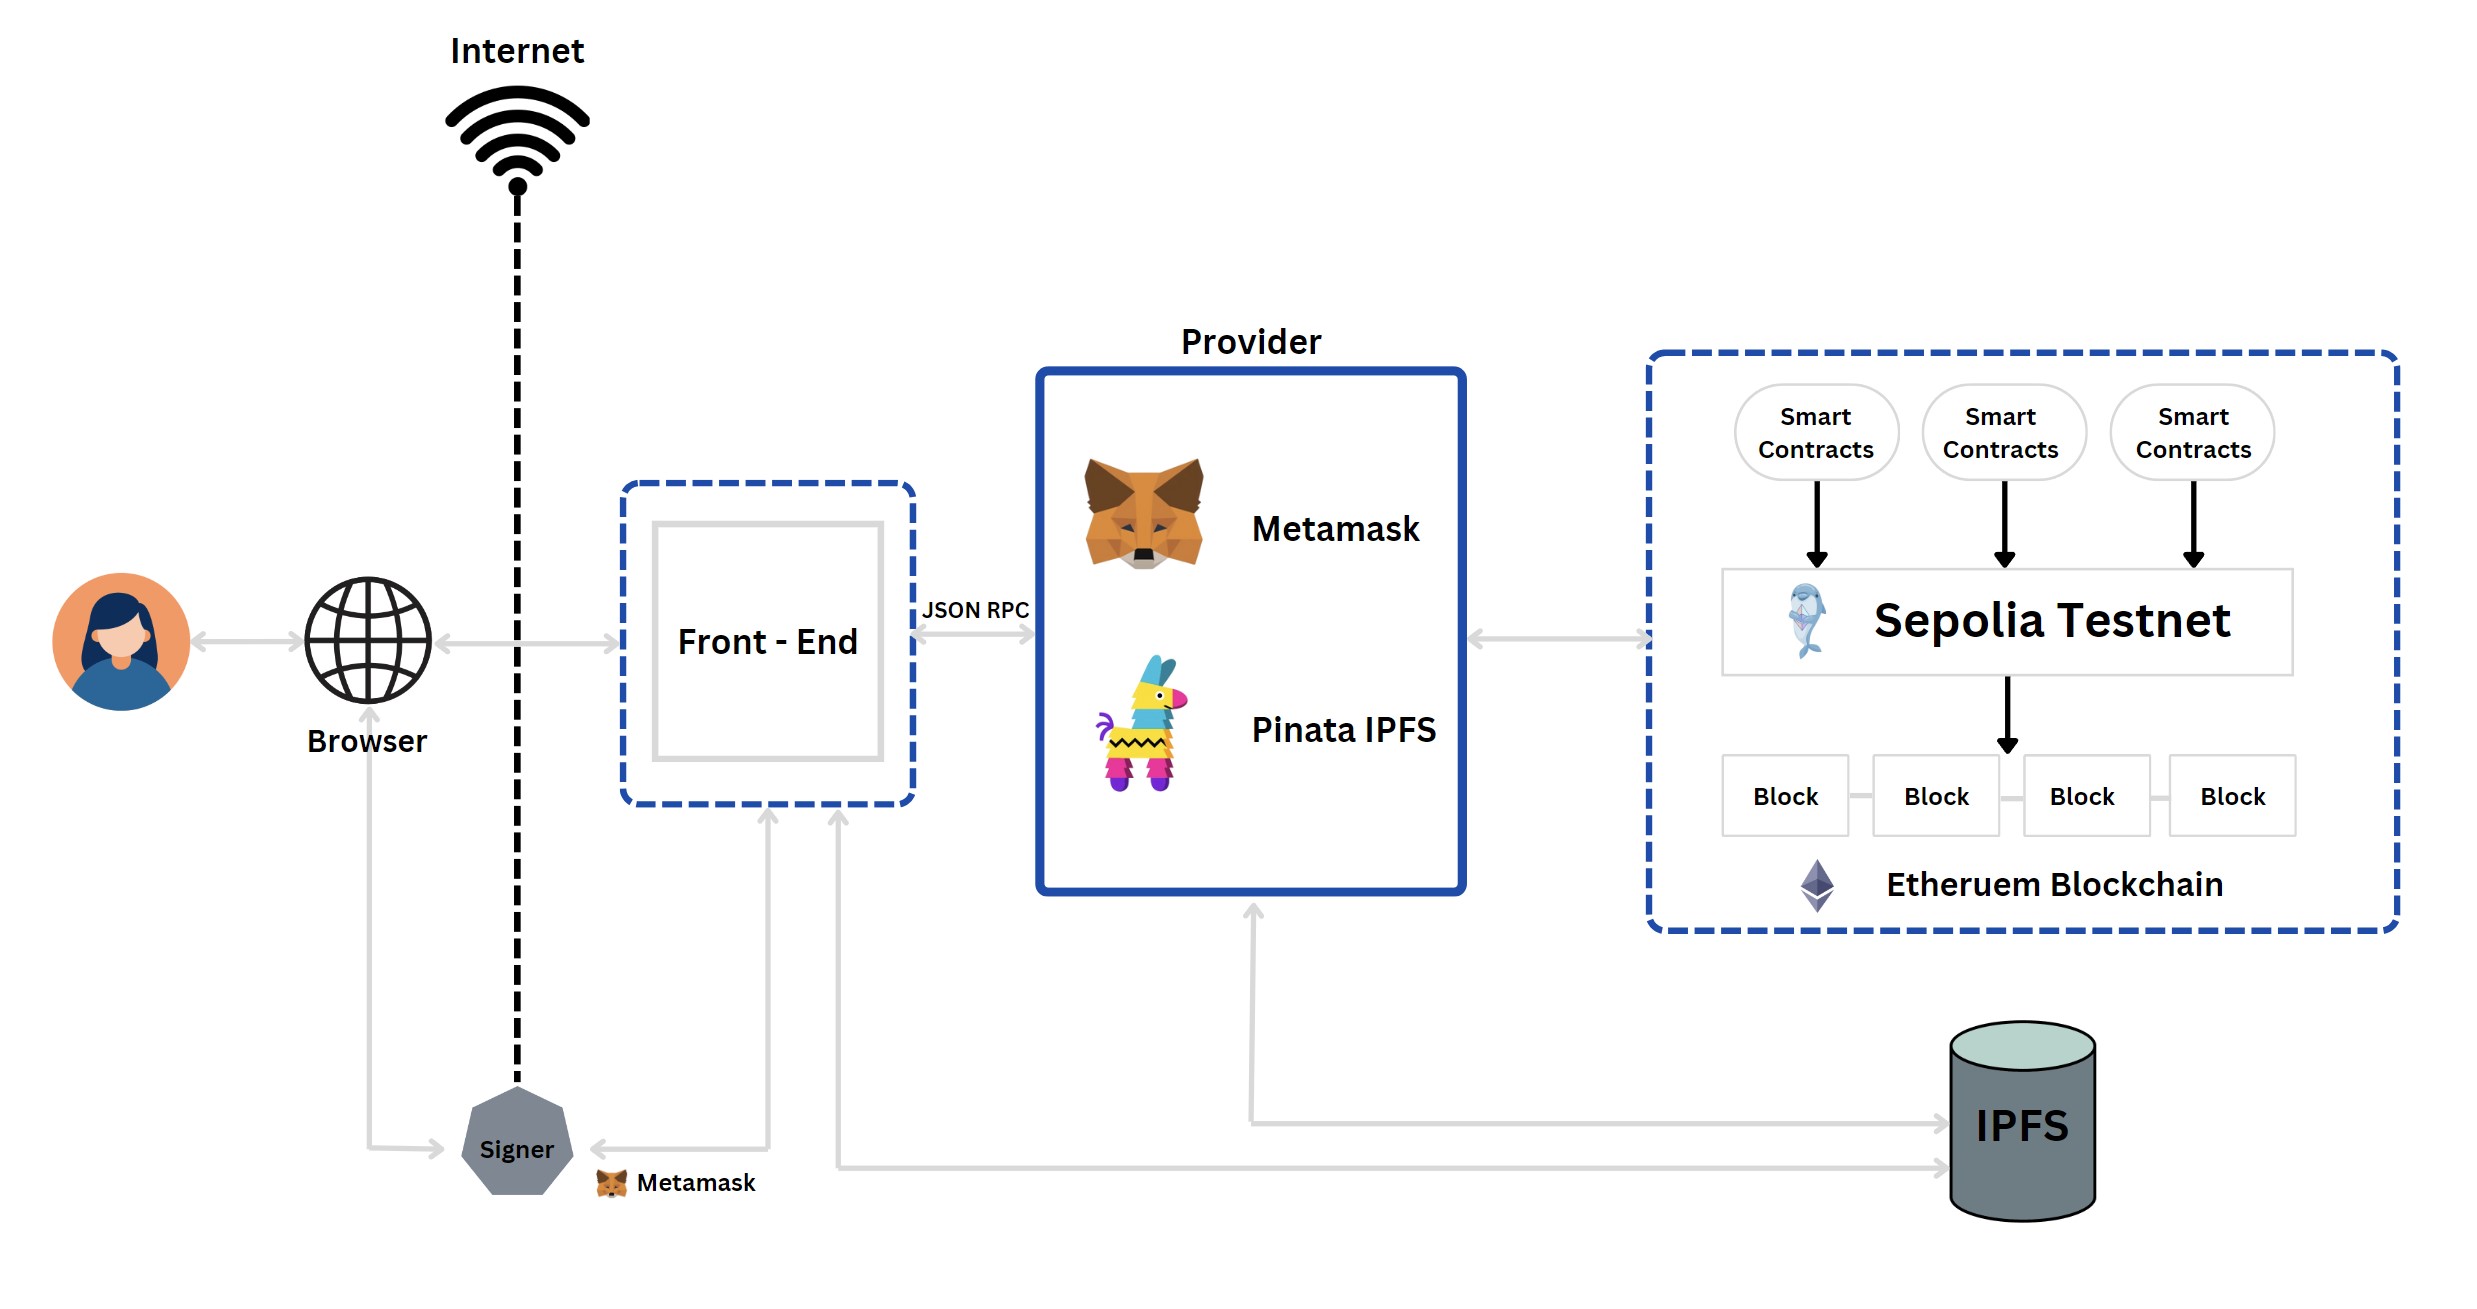 Internet
Provider
Smart
Contracts
Smart
Contracts
Smart
Contracts
Metamask
JSON RPC
Sepolia Testnet
Front - End
Browser
Pinata IPFS
Block
Block
Block
Block
Etheruem Blockchain
IPFS
Signer
Metamask